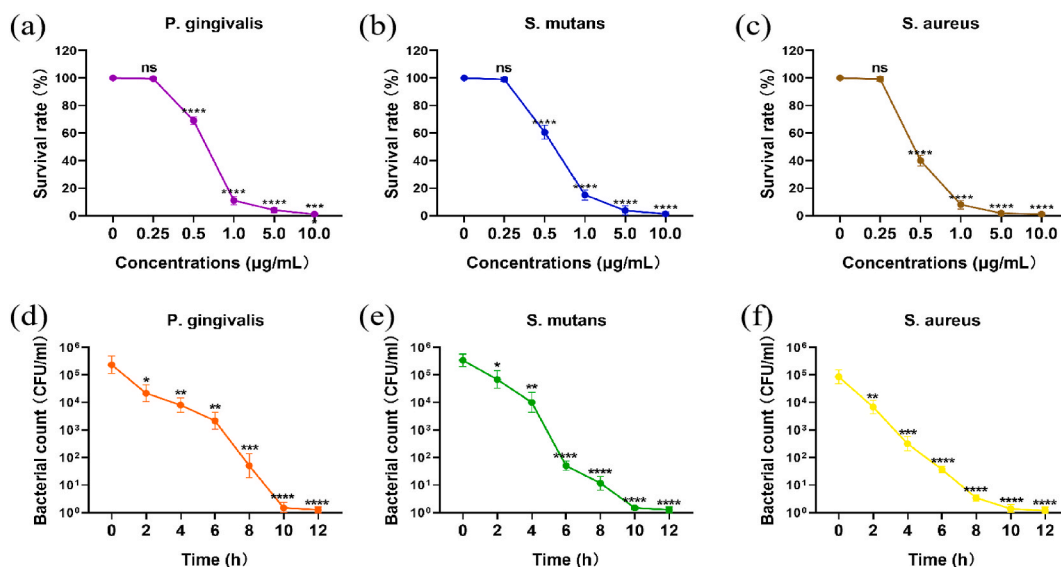 (a)
P. gingivalis
Survival rate (%)
120
100
80
60
40
20
0
ns
****
****
****
***
*
0 0.25 0.5 1.0 5.0 10.0
Concentrations (μg/mL)
(b)
S. mutans
Survival rate (%)
120
100
80
60
40
20
0
ns
****
****
****
****
0 0.25 0.5 1.0 5.0 10.0
Concentrations (μg/mL)
(c)
S. aureus
Survival rate (%)
120
100
80
60
40
20
0
ns
****
****
****
****
0 0.25 0.5 1.0 5.0 10.0
Concentrations (μg/mL)
(d)
P. gingivalis
Bacterial count (CFU/ml)
10⁶
10⁵
10⁴
10³
10²
10¹
10⁰
*
**
**
***
****
****
0 2 4 6 8 10 12
Time (h)
(e)
S. mutans
Bacterial count (CFU/ml)
10⁶
10⁵
10⁴
10³
10²
10¹
10⁰
*
**
****
****
****
****
0 2 4 6 8 10 12
Time (h)
(f)
S. aureus
Bacterial count (CFU/ml)
10⁶
10⁵
10⁴
10³
10²
10¹
10⁰
**
***
****
****
****
****
0 2 4 6 8 10 12
Time (h)